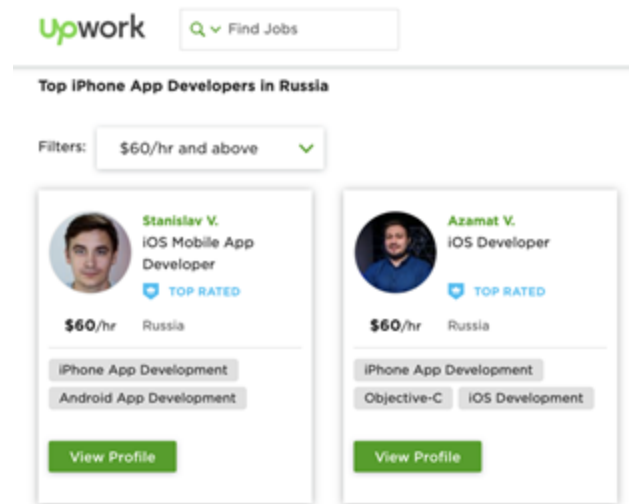 Upwork
Find Jobs
Top iPhone App Developers in Russia
Filters:
$60/hr and above
Stanislav V.
iOS Mobile App
Developer
TOP RATED
$60/hr Russia
iPhone App Development
Android App Development
View Profile
Azamat V.
iOS Developer
TOP RATED
$60/hr Russia
iPhone App Development
Objective-C iOS Development
View Profile